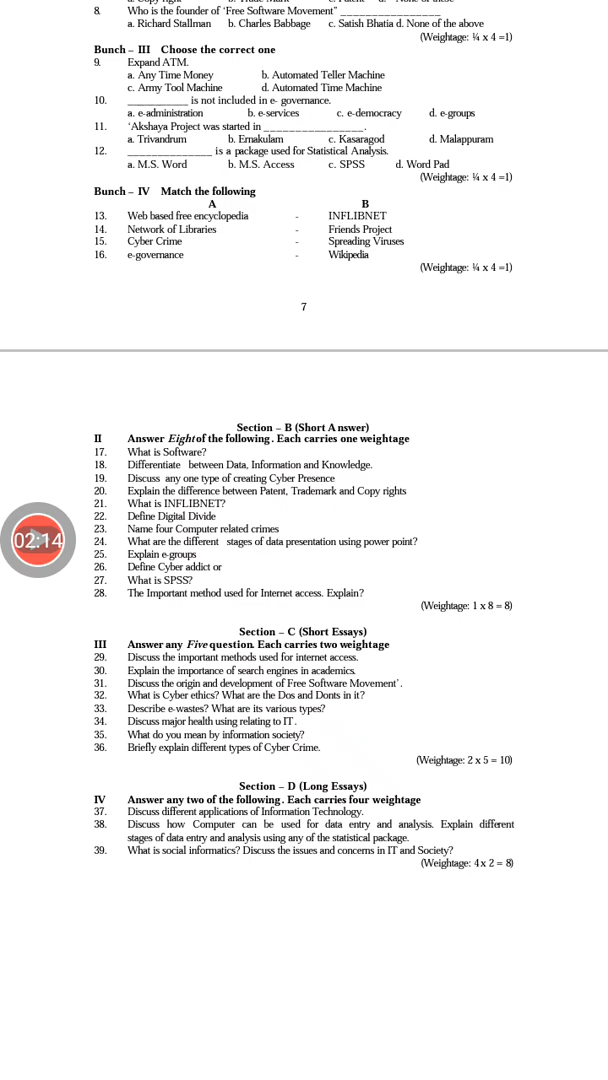 8. Who is the founder of 'Free Software Movement" ________________
a. Richard Stallman b. Charles Babbage c. Satish Bhatia d. None of the above
(Weightage: ¼ x 4 =1)
Bunch – III Choose the correct one
9. Expand ATM.
a. Any Time Money b. Automated Teller Machine
c. Army Tool Machine d. Automated Time Machine
10. __________ is not included in e- governance.
a. e-administration b. e-services c. e-democracy d. e-groups
11. 'Akshaya Project was started in ________________.
a. Trivandrum b. Ernakulam c. Kasaragod d. Malappuram
12. ______________ is a package used for Statistical Analysis.
a. M.S. Word b. M.S. Access c. SPSS d. Word Pad
(Weightage: ¼ x 4 =1)
Bunch – IV Match the following
A B
13. Web based free encyclopedia - INFLIBNET
14. Network of Libraries - Friends Project
15. Cyber Crime - Spreading Viruses
16. e-governance - Wikipedia
(Weightage: ¼ x 4 =1)
7
Section – B (Short Answer)
II Answer Eight of the following. Each carries one weightage
17. What is Software?
18. Differentiate between Data, Information and Knowledge.
19. Discuss any one type of creating Cyber Presence
20. Explain the difference between Patent, Trademark and Copy rights
21. What is INFLIBNET?
22. Define Digital Divide
23. Name four Computer related crimes
02:14
24. What are the different stages of data presentation using power point?
25. Explain e-groups
26. Define Cyber addict or
27. What is SPSS?
28. The Important method used for Internet access. Explain?
(Weightage: 1 x 8 = 8)
Section – C (Short Essays)
III Answer any Five question. Each carries two weightage
29. Discuss the important methods used for internet access.
30. Explain the importance of search engines in academics.
31. Discuss the origin and development of Free Software Movement'.
32. What is Cyber ethics? What are the Dos and Donts in it?
33. Describe e-wastes? What are its various types?
34. Discuss major health using relating to IT.
35. What do you mean by information society?
36. Briefly explain different types of Cyber Crime.
(Weightage: 2 x 5 = 10)
Section – D (Long Essays)
IV Answer any two of the following. Each carries four weightage
37. Discuss different applications of Information Technology.
38. Discuss how Computer can be used for data entry and analysis. Explain different
stages of data entry and analysis using any of the statistical package.
39. What is social informatics? Discuss the issues and concerns in IT and Society?
(Weightage: 4 x 2 = 8)